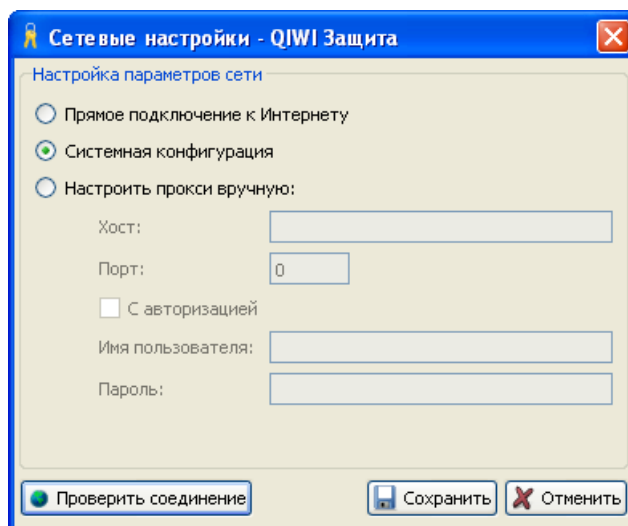 Сетевые настройки - QIWI Защита
Настройка параметров сети
Прямое подключение к Интернету
Системная конфигурация
Настроить прокси вручную:
Хост:
Порт: 0
С авторизацией
Имя пользователя:
Пароль:
Проверить соединение Сохранить Отменить